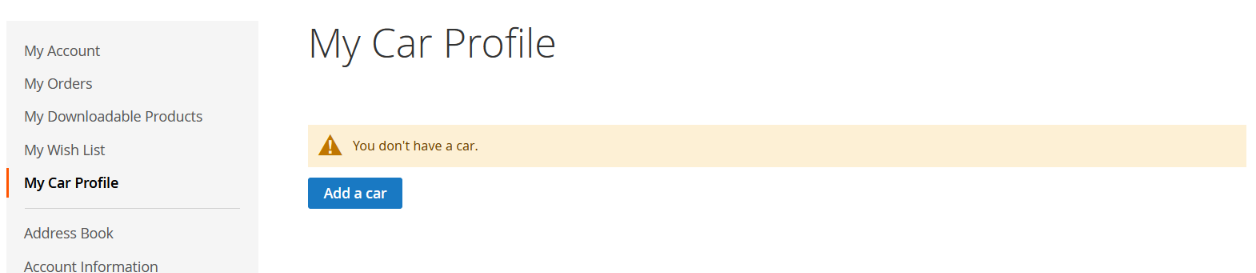 My Account
My Orders
My Downloadable Products
My Wish List
My Car Profile
Address Book
Account Information
My Car Profile
You don't have a car.
Add a car